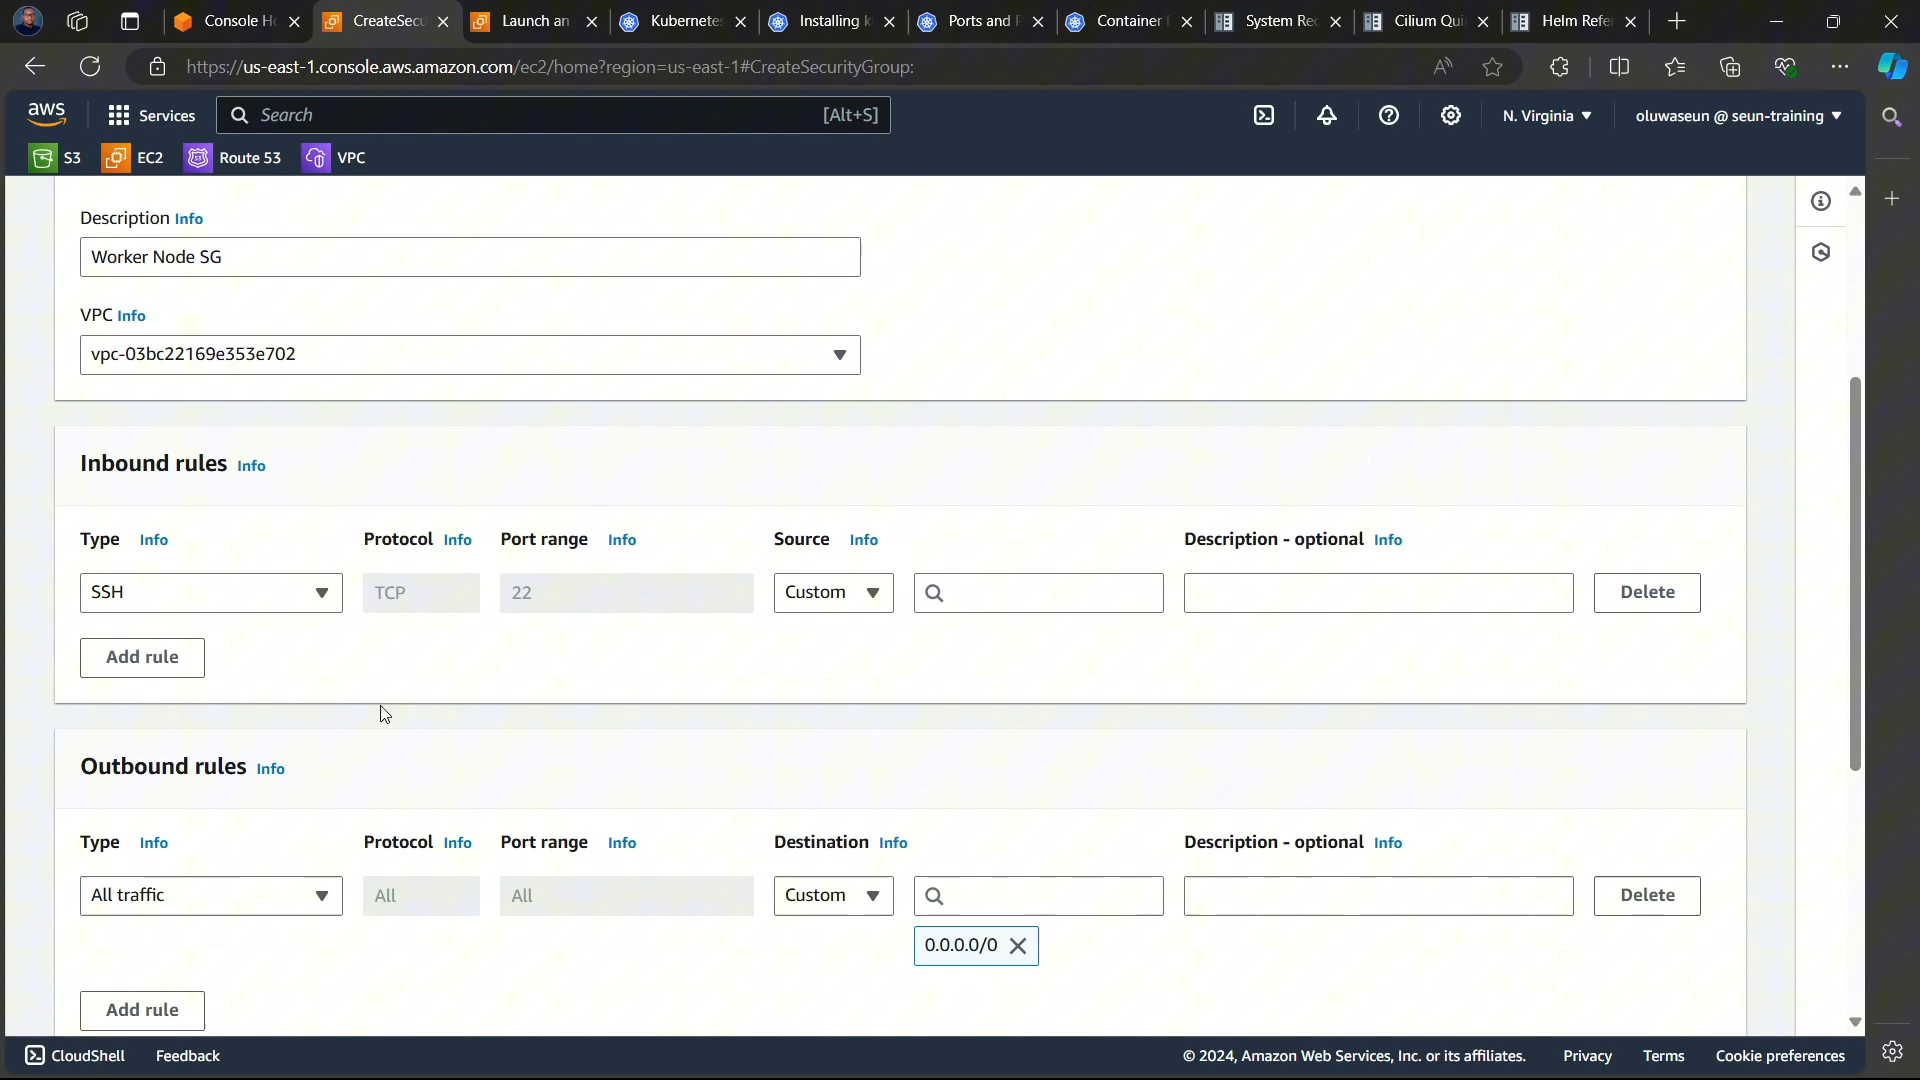 Console H
CreateSecu
Launch an
Kubernete
Installing k
Ports and P
Container
System Rec
Cilium Qui
Helm Refe
https://us-east-1.console.aws.amazon.com/ec2/home?region=us-east-1#CreateSecurityGroup:
aws
Services
Search
[Alt+S]
N. Virginia
oluwaseun @ seun-training
S3
EC2
Route 53
VPC
Description Info
Worker Node SG
VPC Info
vpc-03bc22169e353e702
Inbound rules Info
Type Info Protocol Info Port range Info Source Info Description - optional Info
SSH TCP 22 Custom Delete
Add rule
Outbound rules Info
Type Info Protocol Info Port range Info Destination Info Description - optional Info
All traffic All All Custom Delete
0.0.0.0/0
Add rule
CloudShell Feedback © 2024, Amazon Web Services, Inc. or its affiliates. Privacy Terms Cookie preferences